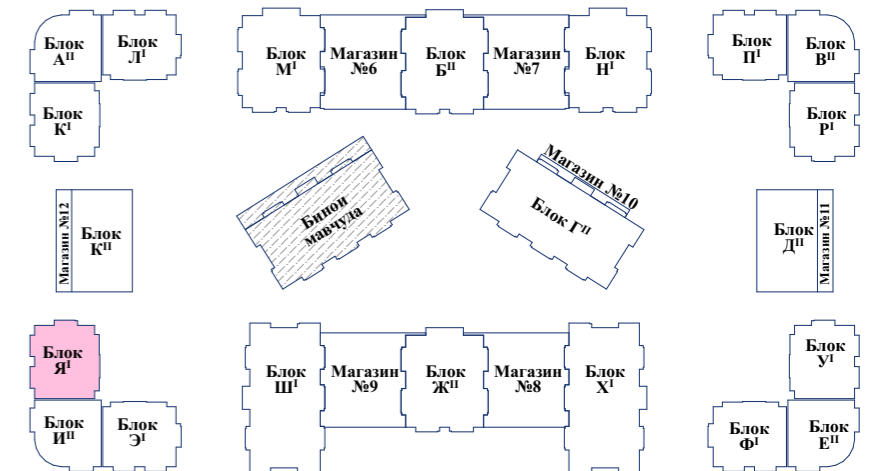 Блок
Аᴵᴵ
Блок
Лᴵ
Блок
Мᴵ
Магазин
№6
Блок
Бᴵᴵ
Магазин
№7
Блок
Нᴵ
Блок
Пᴵ
Блок
Вᴵᴵ
Блок
Кᴵ
Блок
Рᴵ
Магазин №12
Блок
Кᴵᴵ
Бинои
мавҷуда
Магазин №10
Блок Гᴵᴵ
Блок
Дᴵᴵ
Магазин №11
Блок
Яᴵ
Блок
Шᴵ
Магазин
№9
Блок
Жᴵᴵ
Магазин
№8
Блок
Хᴵ
Блок
Уᴵ
Блок
Иᴵᴵ
Блок
Эᴵ
Блок
Фᴵ
Блок
Еᴵᴵ